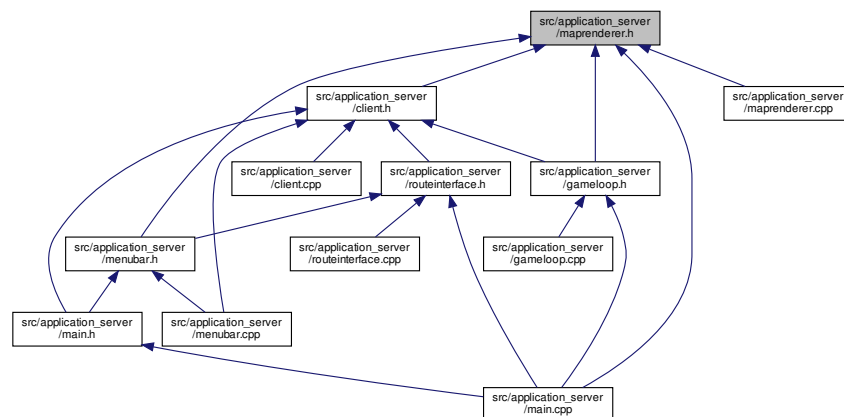 src/application_server
/maprenderer.h
src/application_server
/client.h
src/application_server
/maprenderer.cpp
src/application_server
/client.cpp
src/application_server
/routeinterface.h
src/application_server
/gameloop.h
src/application_server
/menubar.h
src/application_server
/routeinterface.cpp
src/application_server
/gameloop.cpp
src/application_server
/main.h
src/application_server
/menubar.cpp
src/application_server
/main.cpp